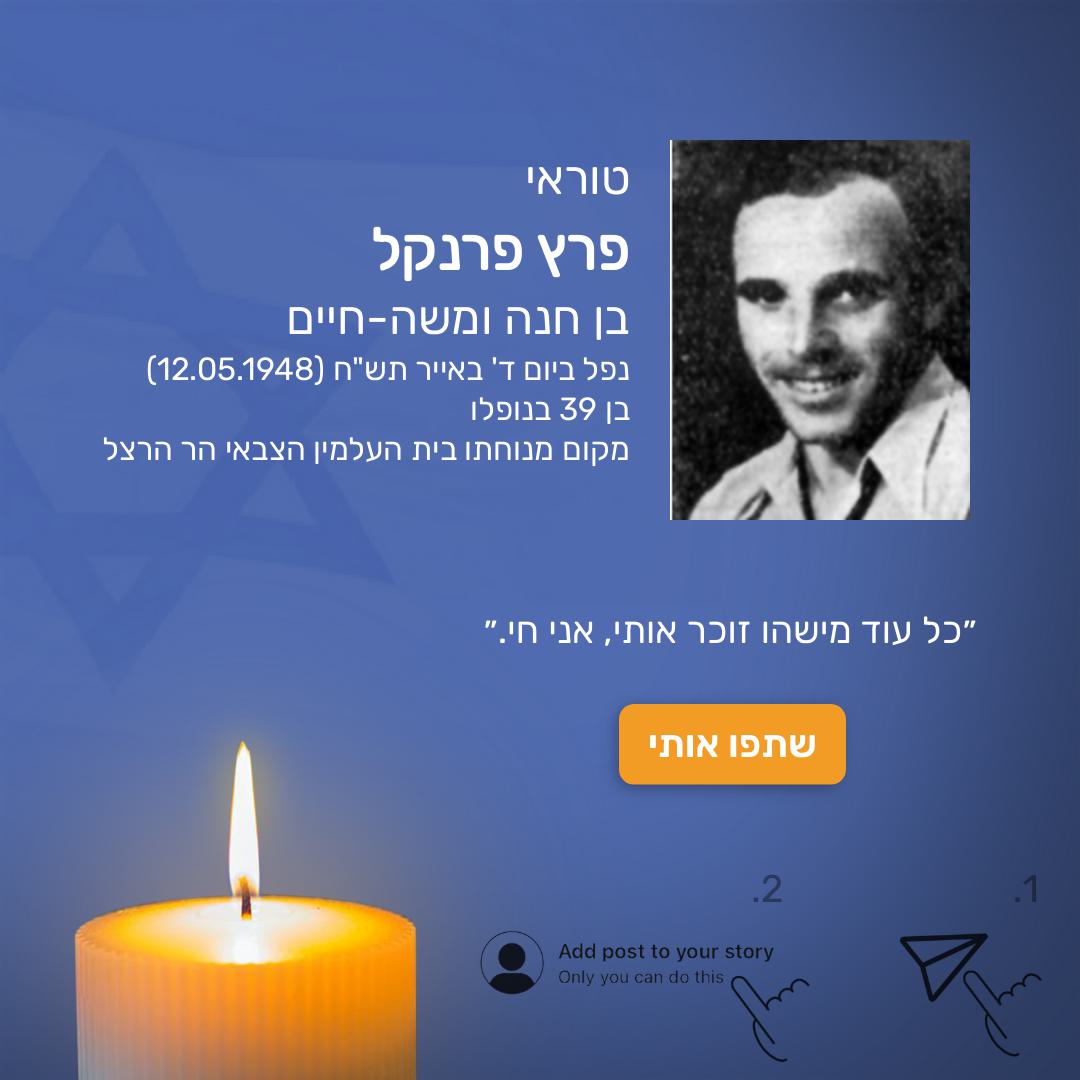 טוראי
פרץ פרנקל
בן חנה ומשה-חיים
נפל ביום ד' באייר תש"ח (12.05.1948)
בן 39 בנופלו
מקום מנוחתו בית העלמין הצבאי הר הרצל
״כל עוד מישהו זוכר אותי, אני חי.״
שתפו אותי
1.
2.
Add post to your story
Only you can do this